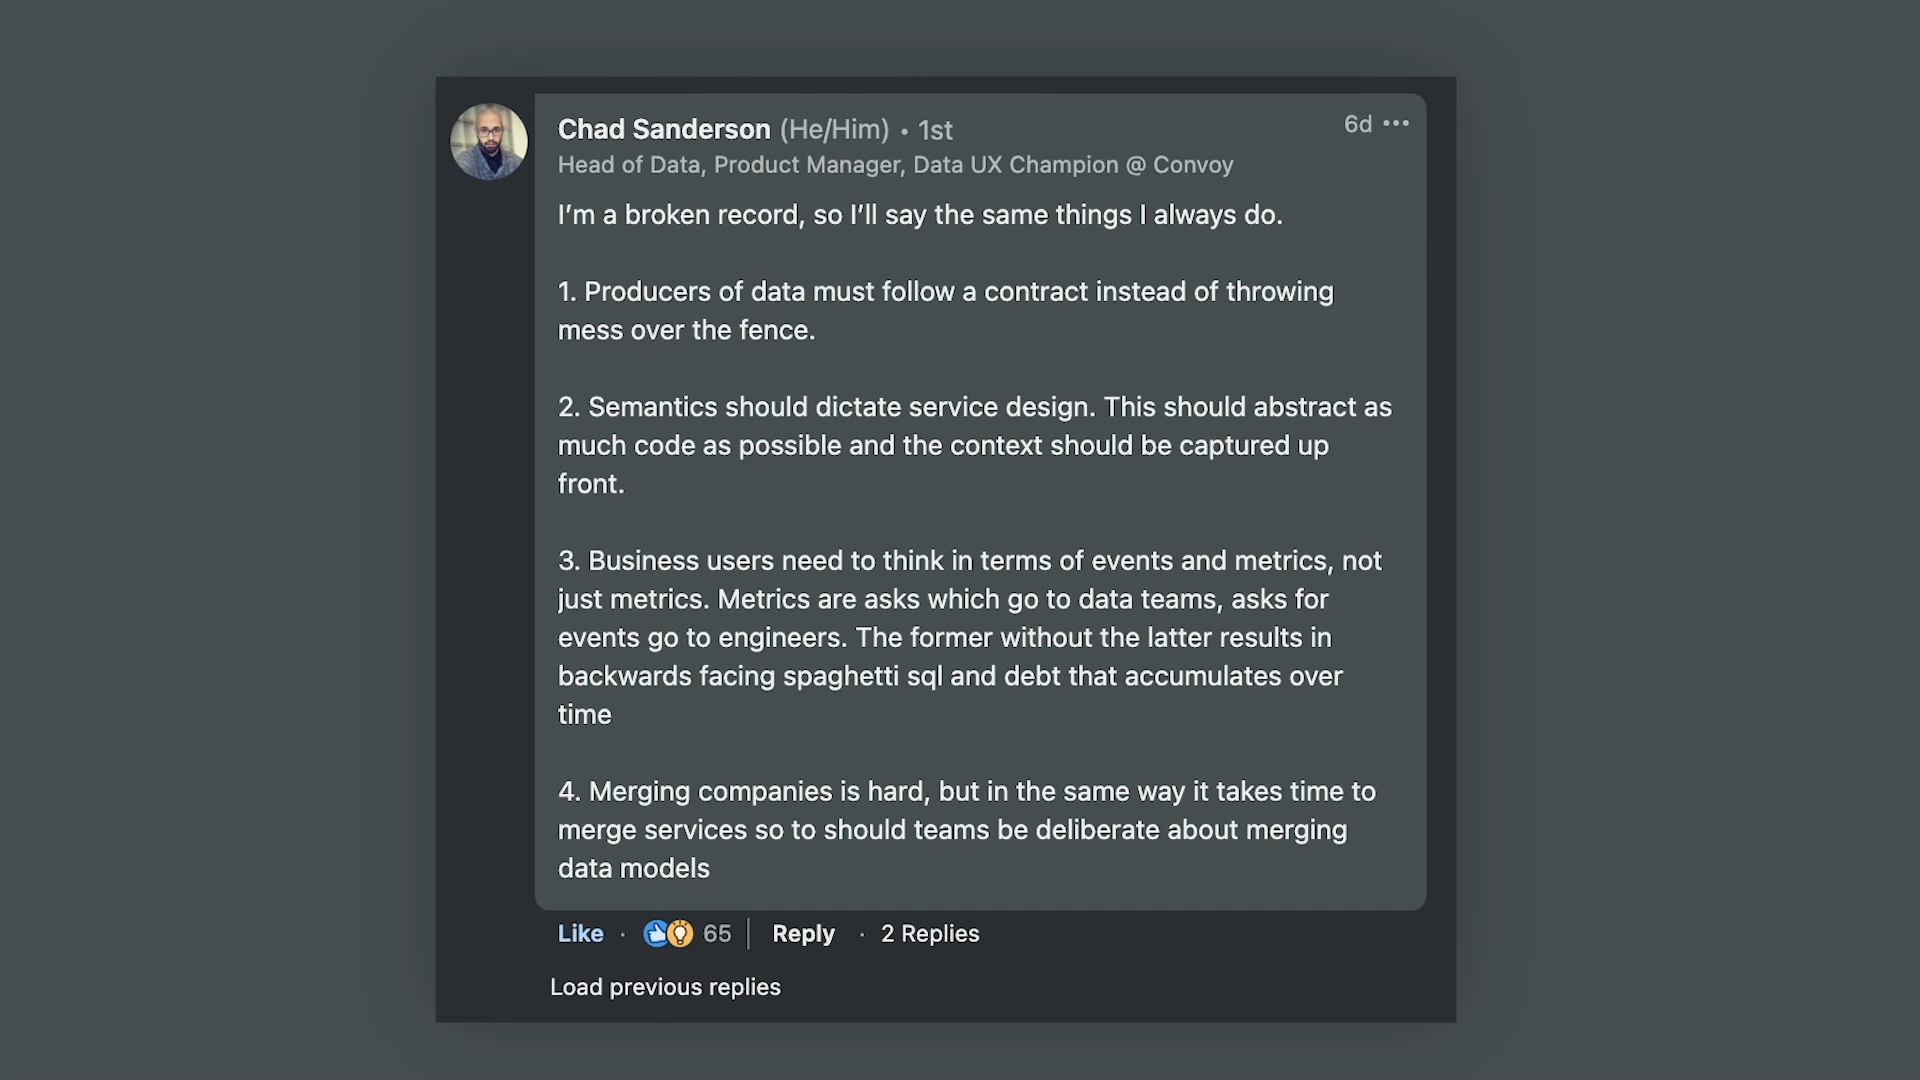 Chad Sanderson (He/Him) • 1st
6d •••
Head of Data, Product Manager, Data UX Champion @ Convoy
I’m a broken record, so I’ll say the same things I always do.
1. Producers of data must follow a contract instead of throwing
mess over the fence.
2. Semantics should dictate service design. This should abstract as
much code as possible and the context should be captured up
front.
3. Business users need to think in terms of events and metrics, not
just metrics. Metrics are asks which go to data teams, asks for
events go to engineers. The former without the latter results in
backwards facing spaghetti sql and debt that accumulates over
time
4. Merging companies is hard, but in the same way it takes time to
merge services so to should teams be deliberate about merging
data models
Like · 65 | Reply · 2 Replies
Load previous replies